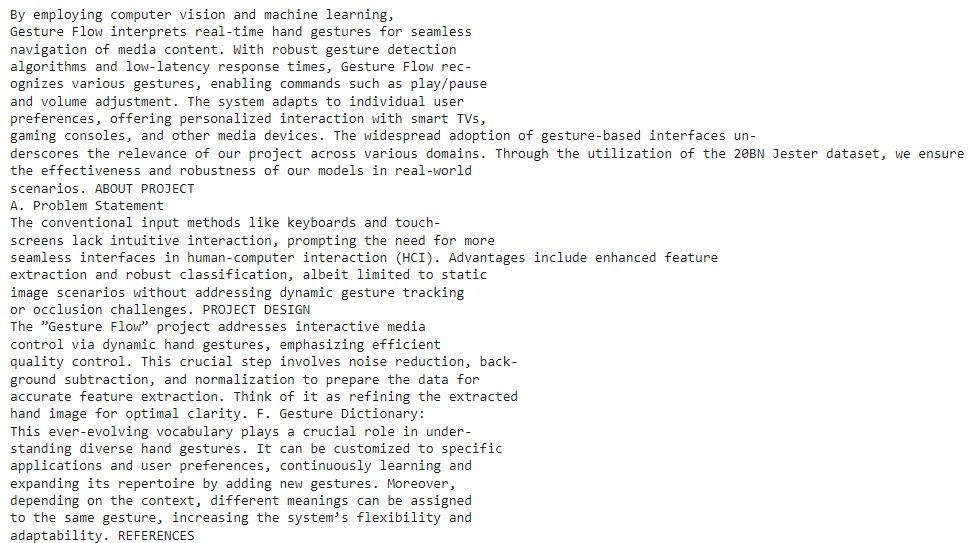 By employing computer vision and machine learning,
Gesture Flow interprets real-time hand gestures for seamless
navigation of media content. With robust gesture detection
algorithms and low-latency response times, Gesture Flow rec-
ognizes various gestures, enabling commands such as play/pause
and volume adjustment. The system adapts to individual user
preferences, offering personalized interaction with smart TVs,
gaming consoles, and other media devices. The widespread adoption of gesture-based interfaces un-
derscores the relevance of our project across various domains. Through the utilization of the 20BN Jester dataset, we ensure
the effectiveness and robustness of our models in real-world
scenarios. ABOUT PROJECT
A. Problem Statement
The conventional input methods like keyboards and touch-
screens lack intuitive interaction, prompting the need for more
seamless interfaces in human-computer interaction (HCI). Advantages include enhanced feature
extraction and robust classification, albeit limited to static
image scenarios without addressing dynamic gesture tracking
or occlusion challenges. PROJECT DESIGN
The ”Gesture Flow” project addresses interactive media
control via dynamic hand gestures, emphasizing efficient
quality control. This crucial step involves noise reduction, back-
ground subtraction, and normalization to prepare the data for
accurate feature extraction. Think of it as refining the extracted
hand image for optimal clarity. F. Gesture Dictionary:
This ever-evolving vocabulary plays a crucial role in under-
standing diverse hand gestures. It can be customized to specific
applications and user preferences, continuously learning and
expanding its repertoire by adding new gestures. Moreover,
depending on the context, different meanings can be assigned
to the same gesture, increasing the system’s flexibility and
adaptability. REFERENCES